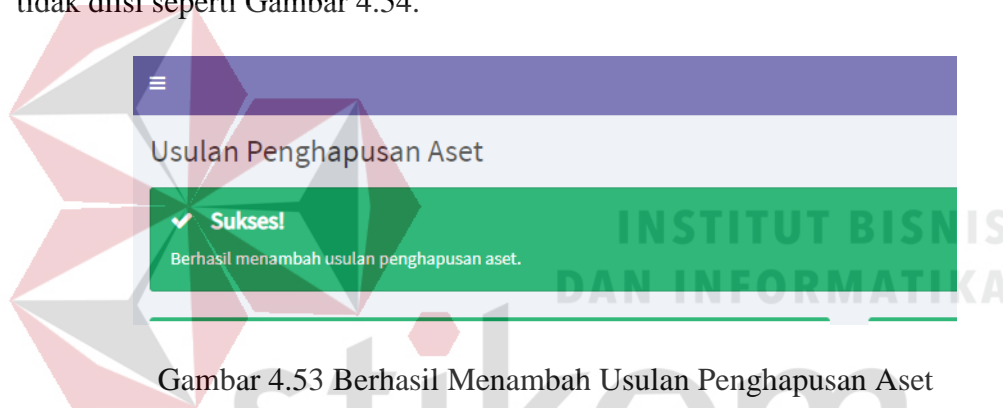 tidak diisi seperti Gambar 4.54.
Usulan Penghapusan Aset
Sukses!
Berhasil menambah usulan penghapusan aset.
INSTITUT BISNIS
DAN INFORMATIKA
Gambar 4.53 Berhasil Menambah Usulan Penghapusan Aset
stikom